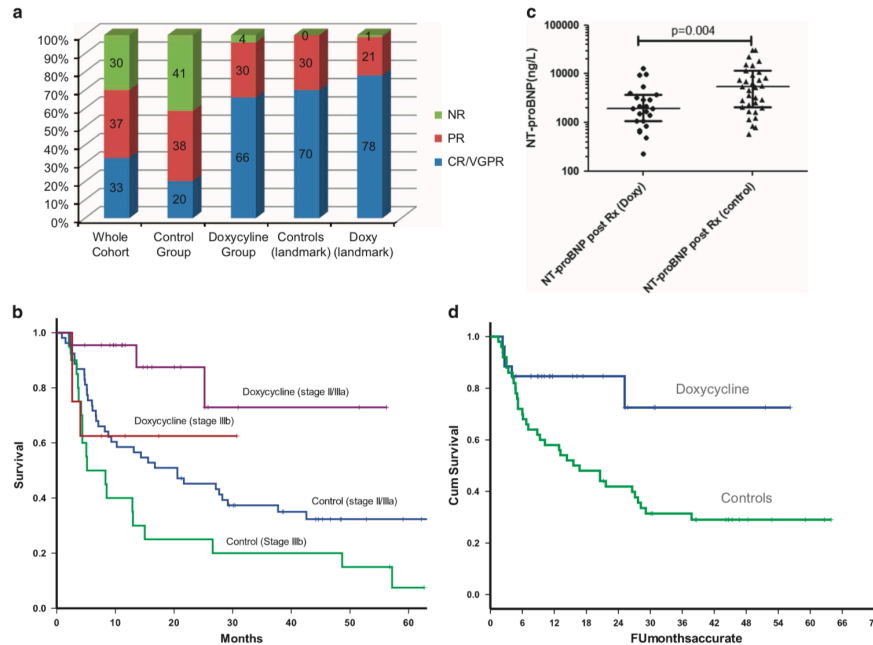 a
100%
90%
80%
70%
60%
50%
40%
30%
20%
10%
0%
30
37
33
41
38
20
4
30
66
0
30
70
1
21
78
Whole Cohort
Control Group
Doxycycline Group
Controls (landmark)
Doxy (landmark)
NR
PR
CR/VGPR
c
NT-proBNP(ng/L)
100000
10000
1000
100
p=0.004
NT-proBNP post Rx (Doxy)
NT-proBNP post Rx (control)
b
Survival
1.0
0.8
0.6
0.4
0.2
0.0
Doxycycline (stage II/IIIa)
Doxycycline (stage IIIb)
Control (stage II/IIIa)
Control (Stage IIIb)
0 10 20 30 40 50 60
Months
d
Cum Survival
1.0
0.8
0.6
0.4
0.2
0.0
Doxycycline
Controls
0 6 12 18 24 30 36 42 48 54 60 66
FUmonthsaccurate